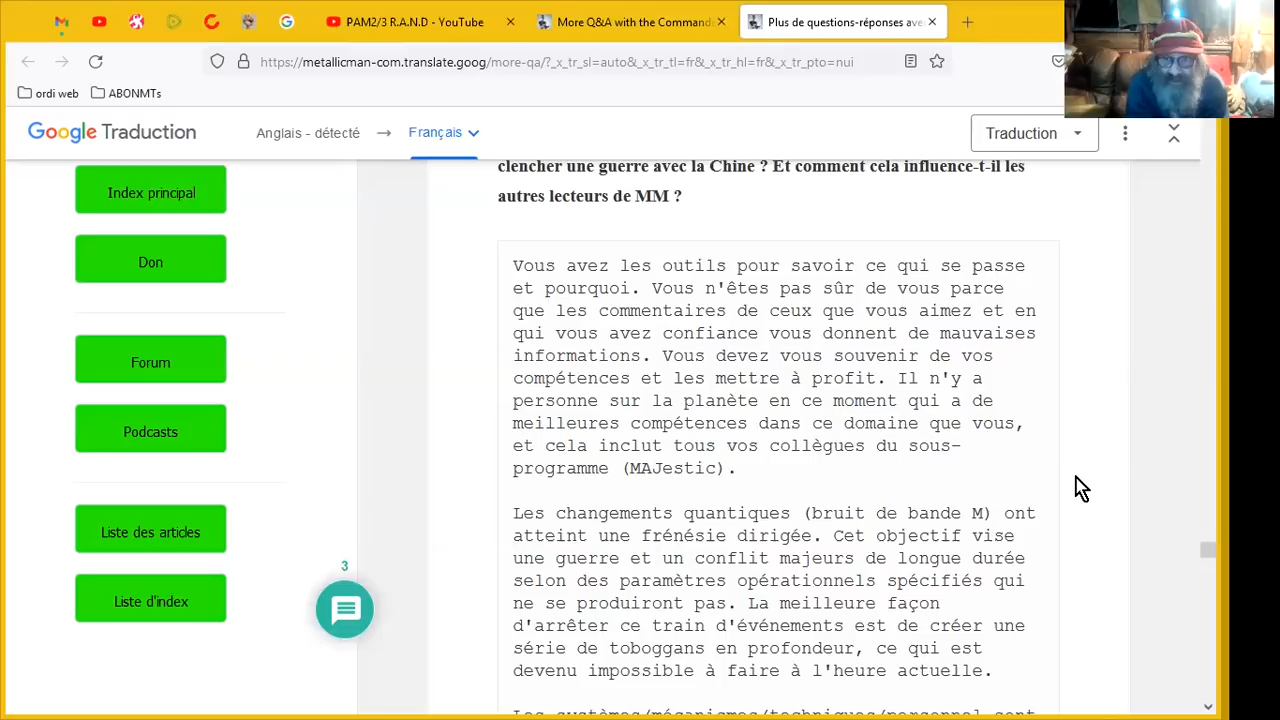 PAM2/3 R.A.N.D - YouTube
More Q&A with the Command
Plus de questions-réponses ave
https://metallicman-com.translate.goog/more-qa/?_x_tr_sl=auto&_x_tr_tl=fr&_x_tr_hl=fr&_x_tr_pto=nui
ordi web
ABONMTs
Google Traduction
Anglais - détecté
Français
Traduction
Index principal
Don
Forum
Podcasts
Liste des articles
Liste d'index
3
clencher une guerre avec la Chine ? Et comment cela influence-t-il les
autres lecteurs de MM ?
Vous avez les outils pour savoir ce qui se passe
et pourquoi. Vous n'êtes pas sûr de vous parce
que les commentaires de ceux que vous aimez et en
qui vous avez confiance vous donnent de mauvaises
informations. Vous devez vous souvenir de vos
compétences et les mettre à profit. Il n'y a
personne sur la planète en ce moment qui a de
meilleures compétences dans ce domaine que vous,
et cela inclut tous vos collègues du sous-
programme (MAJestic).
Les changements quantiques (bruit de bande M) ont
atteint une frénésie dirigée. Cet objectif vise
une guerre et un conflit majeurs de longue durée
selon des paramètres opérationnels spécifiés qui
ne se produiront pas. La meilleure façon
d'arrêter ce train d'événements est de créer une
série de toboggans en profondeur, ce qui est
devenu impossible à faire à l'heure actuelle.
Les systèmes/mécanismes/techniques/personnel sont